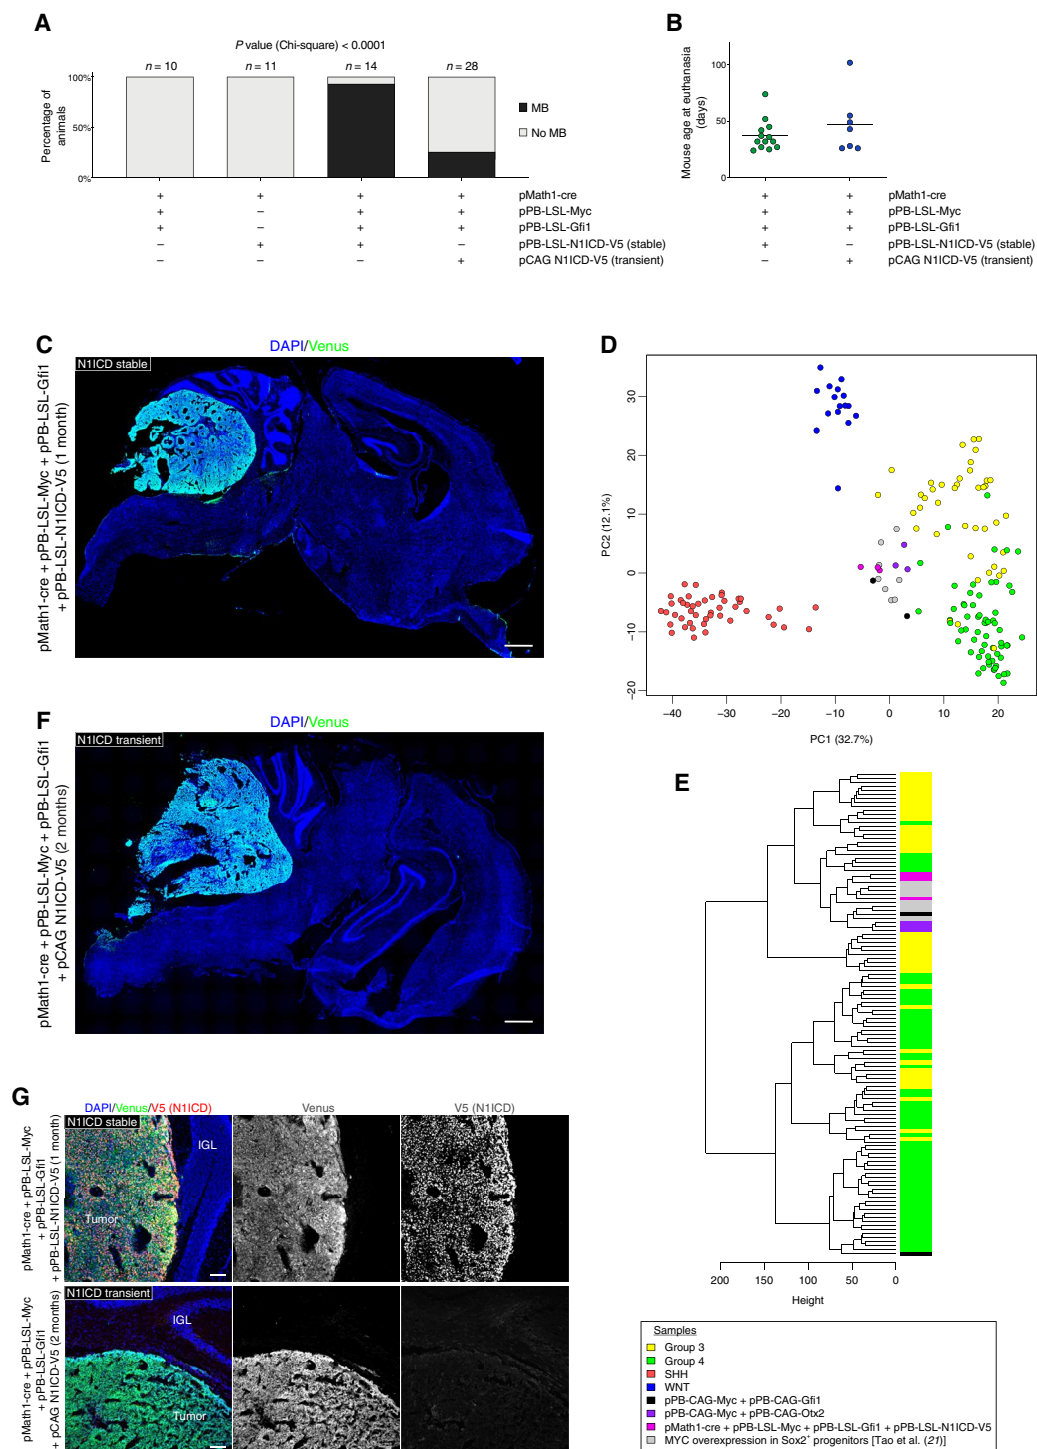 A
P value (Chi-square) < 0.0001
n = 10
n = 11
n = 14
n = 28
100%
50%
0%
Percentage of
animals
MB
No MB
+ + + + pMath1-cre
+ – + + pPB-LSL-Myc
+ – + + pPB-LSL-Gfi1
– + + – pPB-LSL-N1ICD-V5 (stable)
– – – + pCAG N1ICD-V5 (transient)
B
Mouse age at euthanasia
(days)
100
50
0
+ + pMath1-cre
+ + pPB-LSL-Myc
+ + pPB-LSL-Gfi1
+ – pPB-LSL-N1ICD-V5 (stable)
– + pCAG N1ICD-V5 (transient)
C
DAPI/Venus
N1ICD stable
pMath1-cre + pPB-LSL-Myc + pPB-LSL-Gfi1
+ pPB-LSL-N1ICD-V5 (1 month)
D
PC2 (12.1%)
30
20
10
0
−10
−20
−40 −30 −20 −10 0 10 20
PC1 (32.7%)
F
DAPI/Venus
N1ICD transient
pMath1-cre + pPB-LSL-Myc + pPB-LSL-Gfi1
+ pCAG N1ICD-V5 (2 months)
E
200 150 100 50 0
Height
G
DAPI/Venus/V5 (N1ICD)
Venus
V5 (N1ICD)
N1ICD stable
IGL
Tumor
pMath1-cre + pPB-LSL-Myc
+ pPB-LSL-Gfi1
+ pPB-LSL-N1ICD-V5 (1 month)
N1ICD transient
IGL
Tumor
pMath1-cre + pPB-LSL-Myc
+ pPB-LSL-Gfi1
+ pCAG N1ICD-V5 (2 months)
Samples
Group 3
Group 4
SHH
WNT
pPB-CAG-Myc + pPB-CAG-Gfi1
pPB-CAG-Myc + pPB-CAG-Otx2
pMath1-cre + pPB-LSL-Myc + pPB-LSL-Gfi1 + pPB-LSL-N1ICD-V5
MYC overexpression in Sox2⁺ progenitors [Tao et al. (21)]